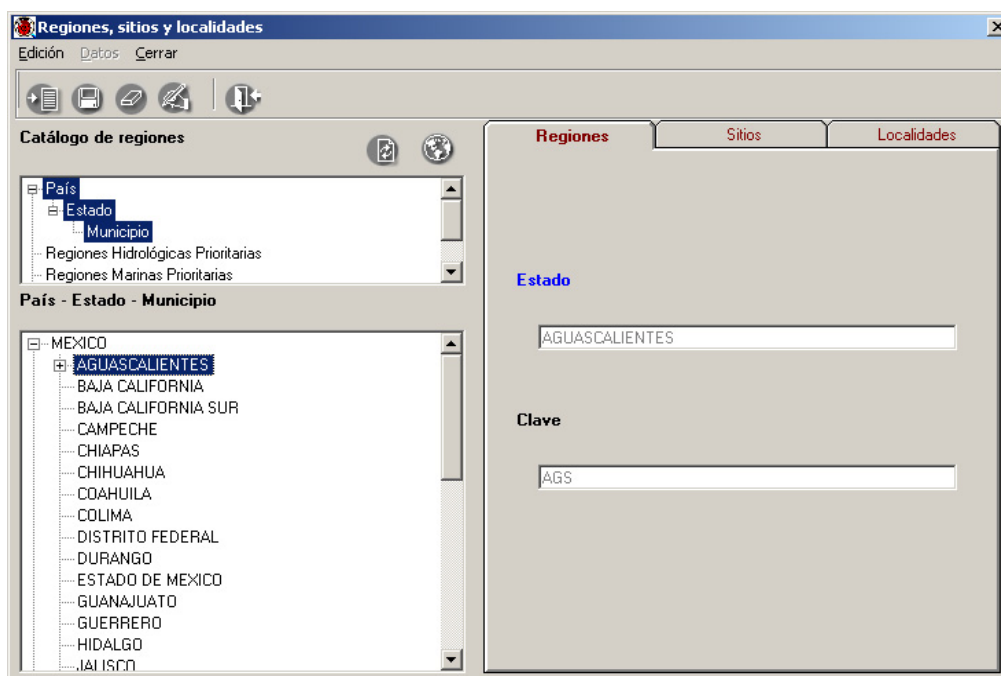 Regiones, sitios y localidades
Edición Datos Cerrar
Catálogo de regiones
País
Estado
Municipio
Regiones Hidrológicas Prioritarias
Regiones Marinas Prioritarias
País - Estado - Municipio
MEXICO
AGUASCALIENTES
BAJA CALIFORNIA
BAJA CALIFORNIA SUR
CAMPECHE
CHIAPAS
CHIHUAHUA
COAHUILA
COLIMA
DISTRITO FEDERAL
DURANGO
ESTADO DE MEXICO
GUANAJUATO
GUERRERO
HIDALGO
JALISCO
Regiones Sitios Localidades
Estado
AGUASCALIENTES
Clave
AGS